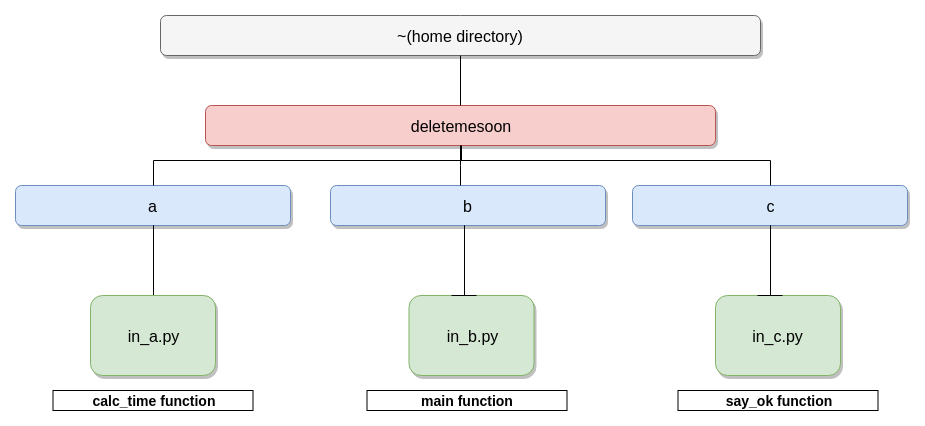 ~(home directory)
deletemesoon
a
b
c
in_a.py
in_b.py
in_c.py
calc_time function
main function
say_ok function